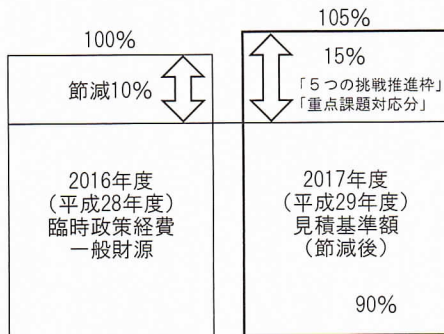 100%
節減10%
2016年度
(平成28年度)
臨時政策経費
一般財源
105%
15%
「5つの挑戦推進枠」
「重点課題対応分」
2017年度
(平成29年度)
見積基準額
(節減後)
90%